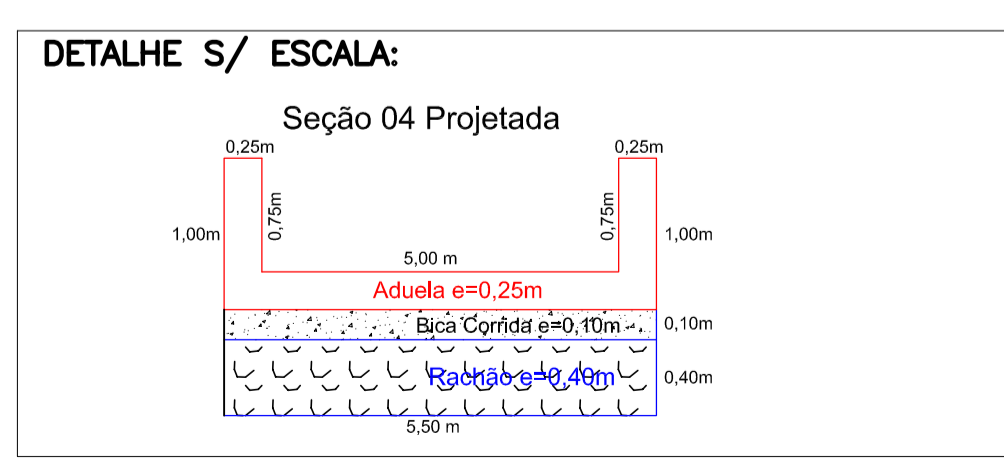 DETALHE S/ ESCALA:
Seção 04 Projetada
0,25m
0,25m
1,00m
0,75m
0,75m
1,00m
5,00 m
Aduela e=0,25m
Bica Corrida e=0,10m
0,10m
Rachão e=0,40m
0,40m
5,50 m